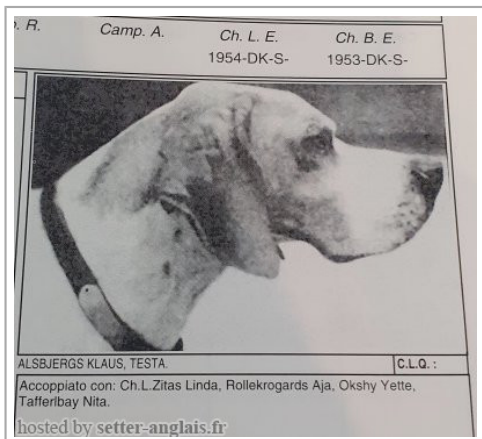 . R. Camp. A. Ch. L. E. Ch. B. E.
1954-DK-S- 1953-DK-S-
ALSBJERGS KLAUS, TESTA. C.L.Q. :
Accoppiato con: Ch.L.Zitas Linda, Rollekrogards Aja, Okshy Yette,
Tafferlbay Nita.
hosted by setter-anglais.fr